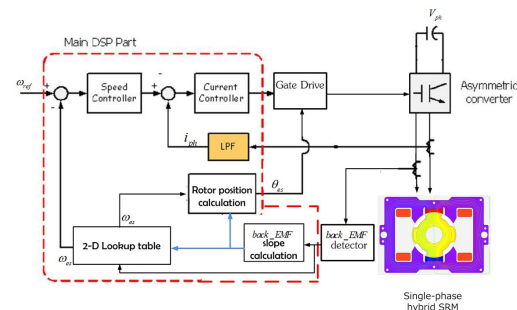 Main DSP Part
V_ph
ω_ref
+
-
Speed
Controller
+
-
Current
Controller
Gate Drive
Asymmetric
converter
i_ph
LPF
θ_es
Rotor position
calculation
ω_es
2-D Lookup table
ω_es
back_EMF
slope
calculation
back_EMF
detector
Single-phase
hybrid SRM